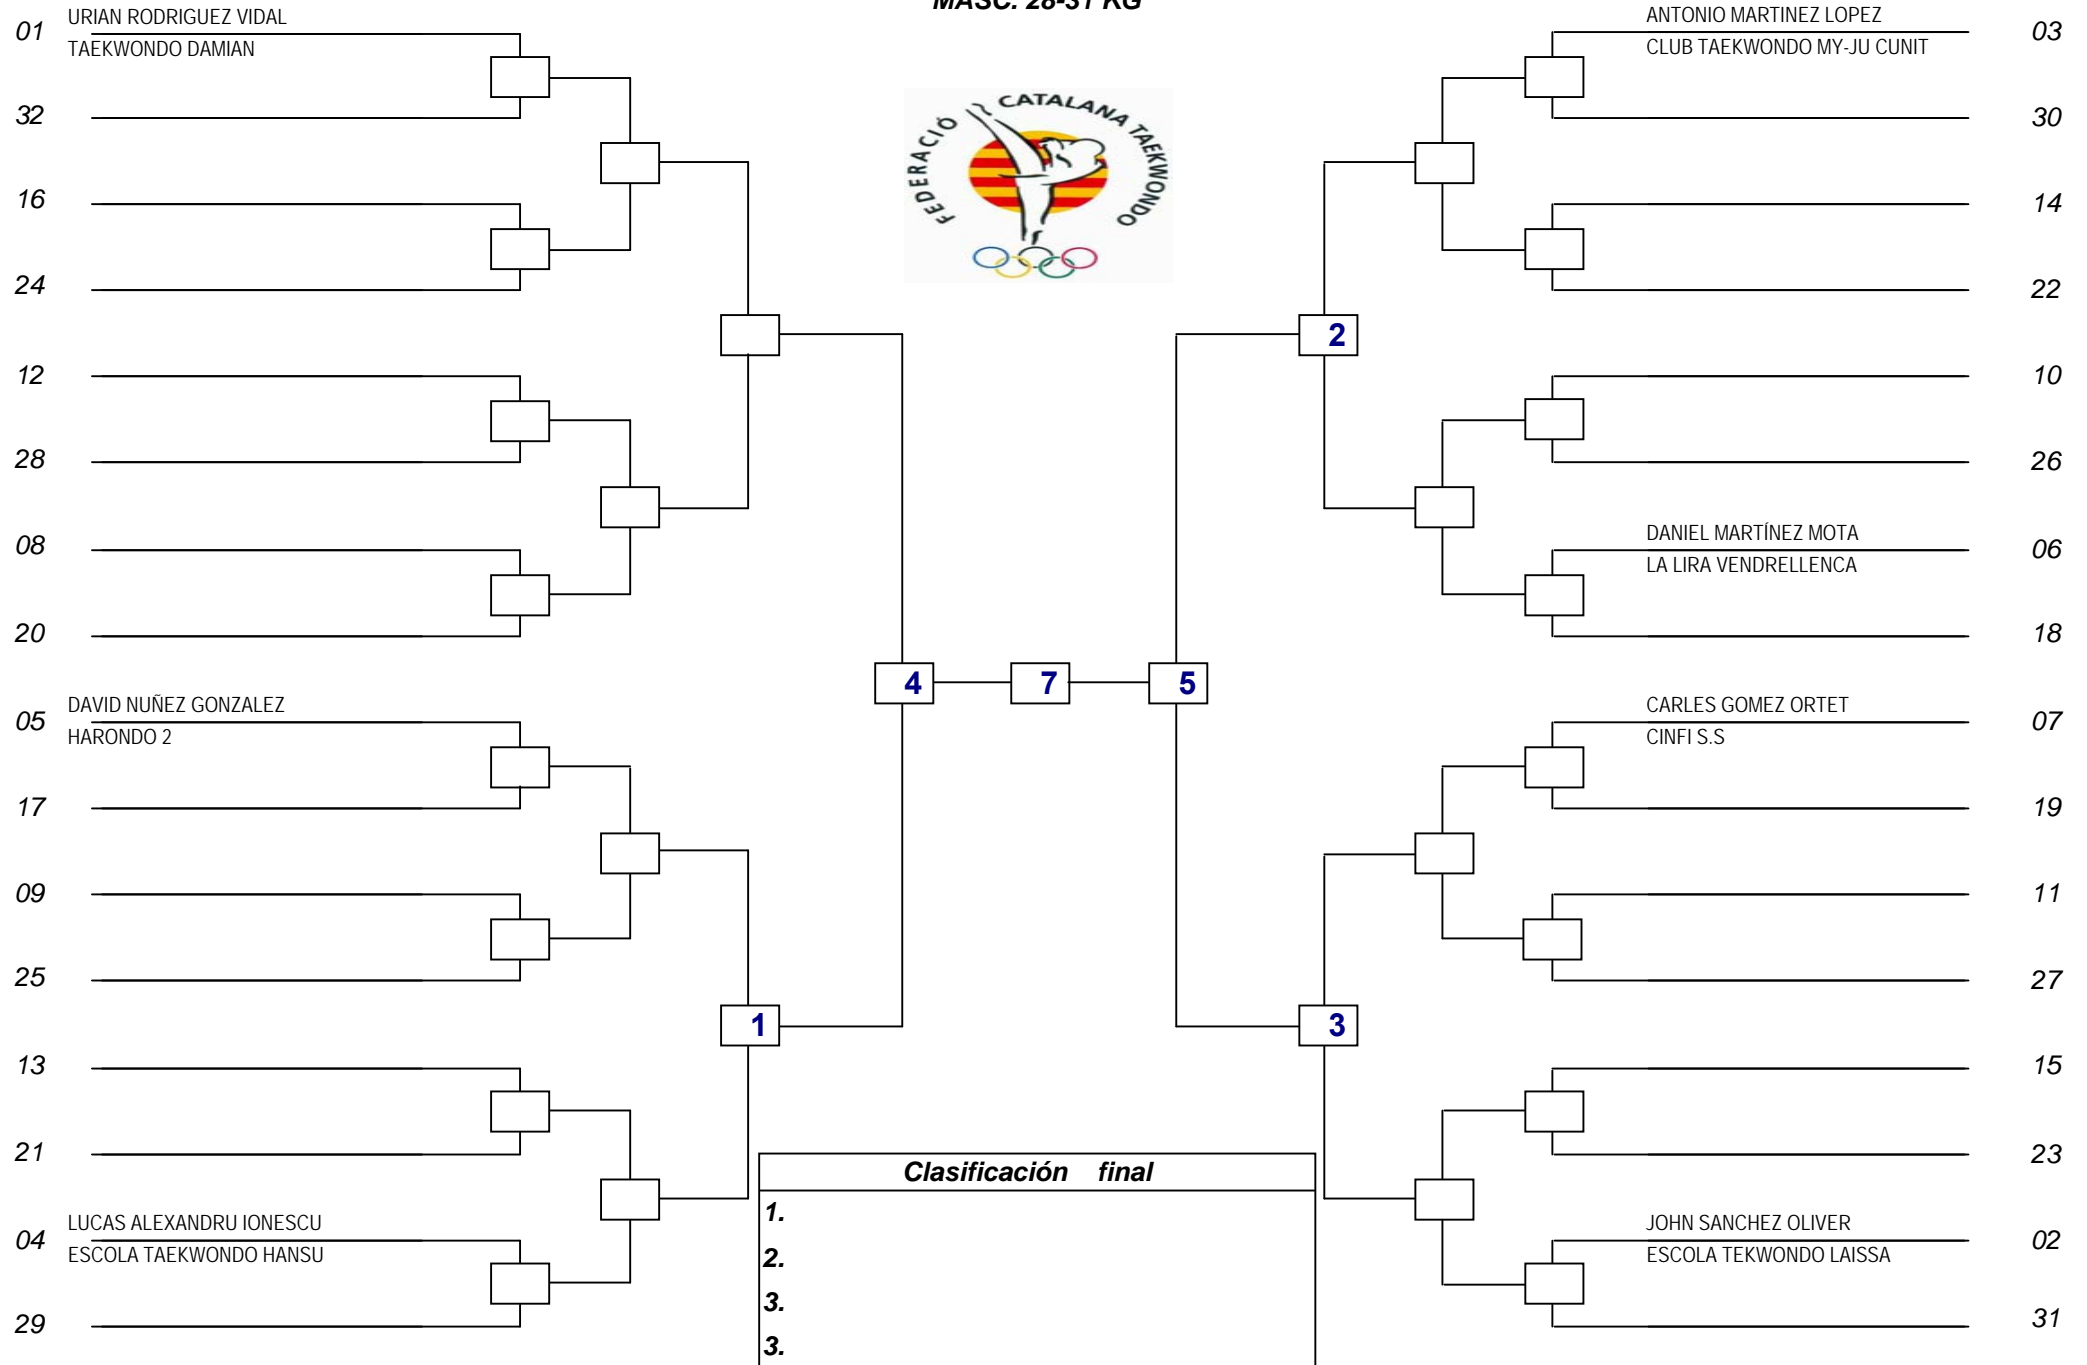 MASC. 28-31 KG
01
URIAN RODRIGUEZ VIDAL
TAEKWONDO DAMIAN
32
16
24
12
28
08
20
05
DAVID NUÑEZ GONZALEZ
HARONDO 2
17
09
25
13
21
04
LUCAS ALEXANDRU IONESCU
ESCOLA TAEKWONDO HANSU
29
FEDERACIÓ CATALANA TAEKWONDO
1
4
7
5
2
3
ANTONIO MARTINEZ LOPEZ
03
CLUB TAEKWONDO MY-JU CUNIT
30
14
22
10
26
DANIEL MARTÍNEZ MOTA
06
LA LIRA VENDRELLENCA
18
CARLES GOMEZ ORTET
07
CINFI S.S
19
11
27
15
23
JOHN SANCHEZ OLIVER
02
ESCOLA TEKWONDO LAISSA
31
Clasificación final
1.
2.
3.
3.